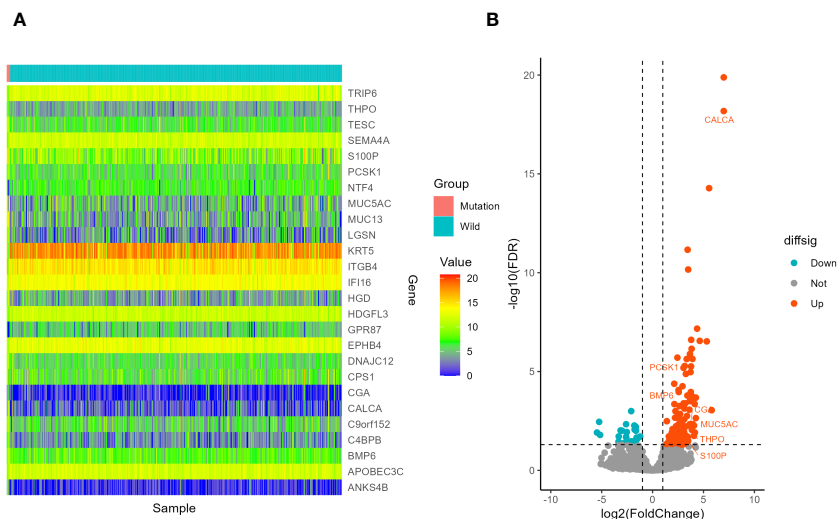 A
TRIP6
THPO
TESC
SEMA4A
S100P
PCSK1
NTF4
MUC5AC
MUC13
LGSN
KRT5
ITGB4
IFI16
HGD
HDGFL3
GPR87
EPHB4
DNAJC12
CPS1
CGA
CALCA
C9orf152
C4BPB
BMP6
APOBEC3C
ANKS4B
Sample
Gene
Group
Mutation
Wild
Value
20
15
10
5
0
B
20
15
10
5
0
-log10(FDR)
CALCA
PCSK1
BMP6
CGA
MUC5AC
THPO
S100P
-10
-5
0
5
10
log2(FoldChange)
diffsig
Down
Not
Up